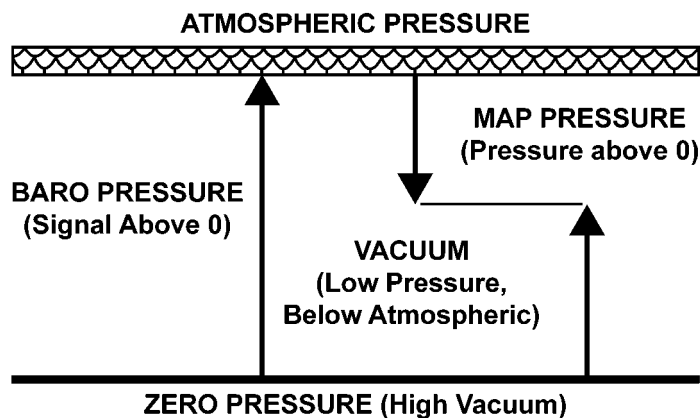 ATMOSPHERIC PRESSURE
MAP PRESSURE
(Pressure above 0)
BARO PRESSURE
(Signal Above 0)
VACUUM
(Low Pressure,
Below Atmospheric)
ZERO PRESSURE (High Vacuum)